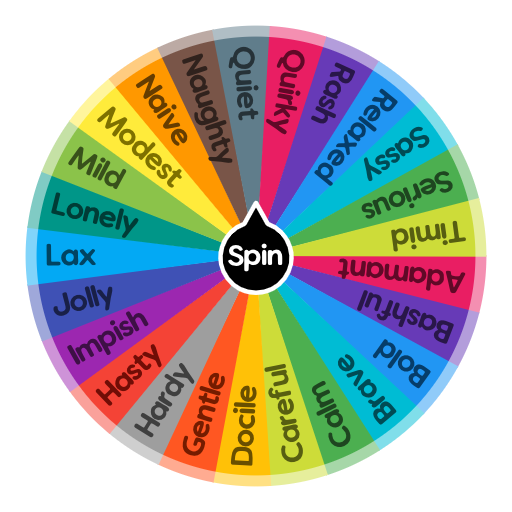 Adamant
Bashful
Bold
Brave
Calm
Careful
Docile
Gentle
Hardy
Hasty
Impish
Jolly
Lax
Lonely
Mild
Modest
Naive
Naughty
Quiet
Quirky
Rash
Relaxed
Sassy
Serious
Timid
Spin